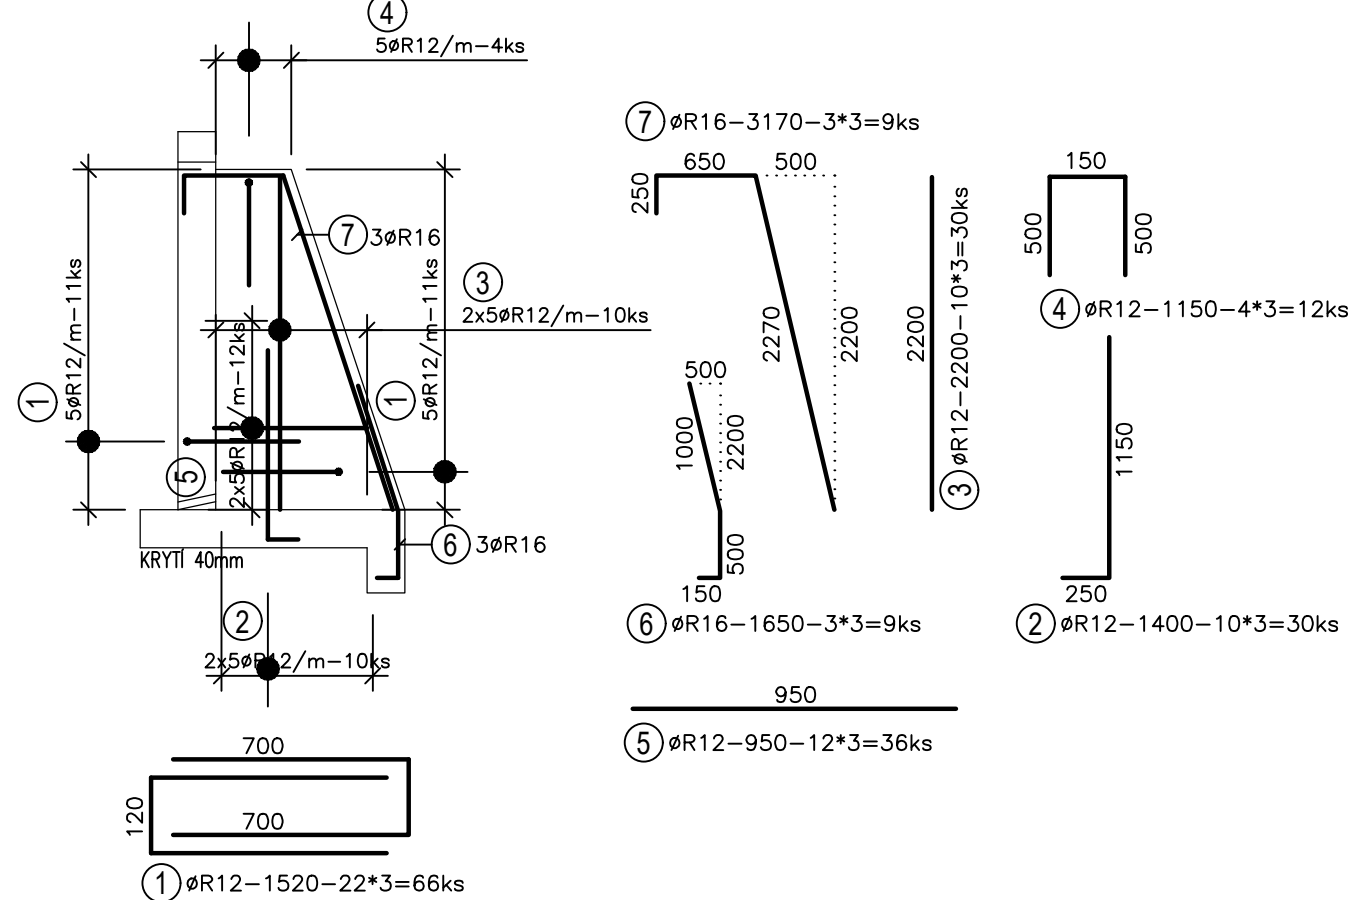 4
5øR12/m-4ks
7 3øR16
3
2x5øR12/m-10ks
1
5øR12/m-11ks
2x5øR12/m-12ks
5
1
5øR12/m-11ks
6 3øR16
KRYTÍ 40mm
2
2x5øR12/m-10ks
700
120
700
1 øR12-1520-22*3=66ks
7 øR16-3170-3*3=9ks
650
500
250
2270
2200
500
1000
2200
500
150
6 øR16-1650-3*3=9ks
2200
3 øR12-2200-10*3=30ks
150
500
500
4 øR12-1150-4*3=12ks
1150
250
2 øR12-1400-10*3=30ks
950
5 øR12-950-12*3=36ks